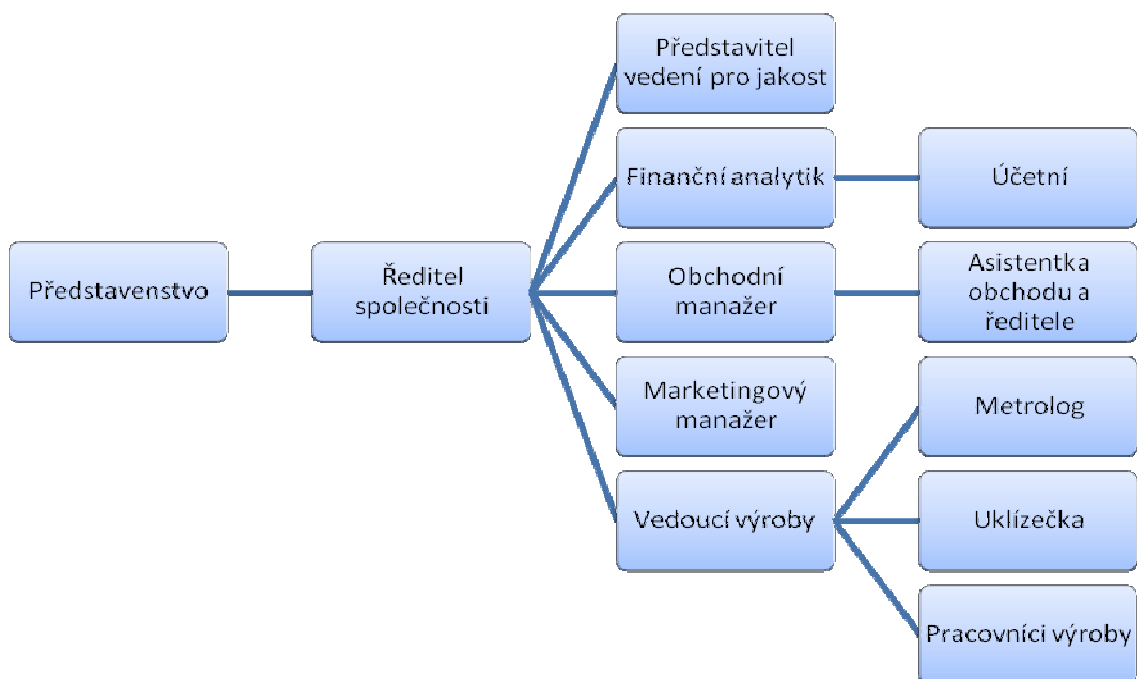 Představitel
vedení pro jakost
Finanční analytik
Účetní
Představenstvo
Ředitel
společnosti
Obchodní
manažer
Asistentka
obchodu a
ředitele
Marketingový
manažer
Metrolog
Vedoucí výroby
Uklízečka
Pracovníci výroby